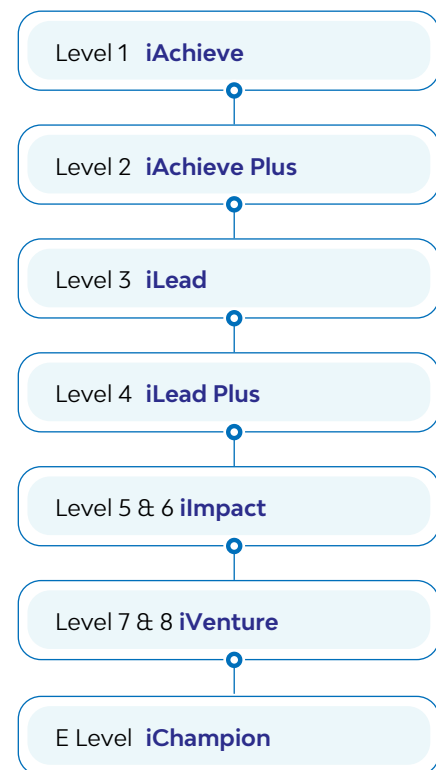 Level 1 iAchieve
Level 2 iAchieve Plus
Level 3 iLead
Level 4 iLead Plus
Level 5 & 6 iImpact
Level 7 & 8 iVenture
E Level iChampion